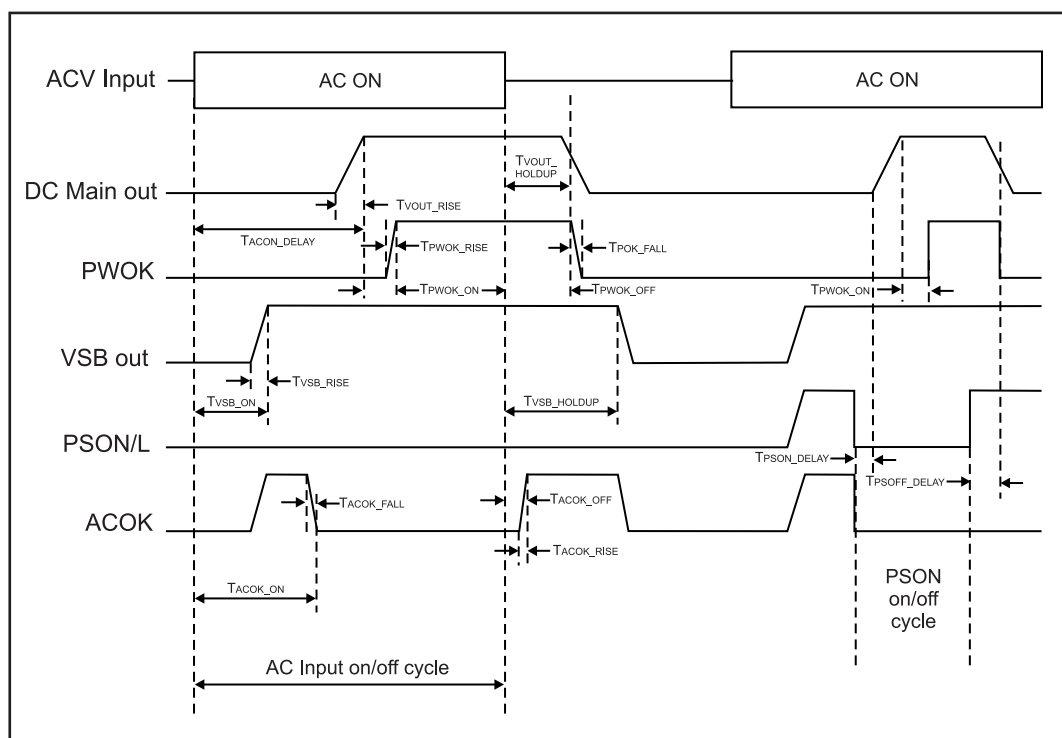 ACV Input
AC ON
AC ON
DC Main out
TVOUT_
HOLDUP
TVOUT_RISE
TACON_DELAY
TPWOK_RISE
TPOK_FALL
PWOK
TPWOK_ON
TPWOK_OFF
TPWOK_ON
VSB out
TVSB_RISE
TVSB_ON
TVSB_HOLDUP
PSON/L
TPSON_DELAY
TPSOFF_DELAY
TACOK_FALL
TACOK_OFF
ACOK
TACOK_RISE
TACOK_ON
PSON
on/off
cycle
AC Input on/off cycle